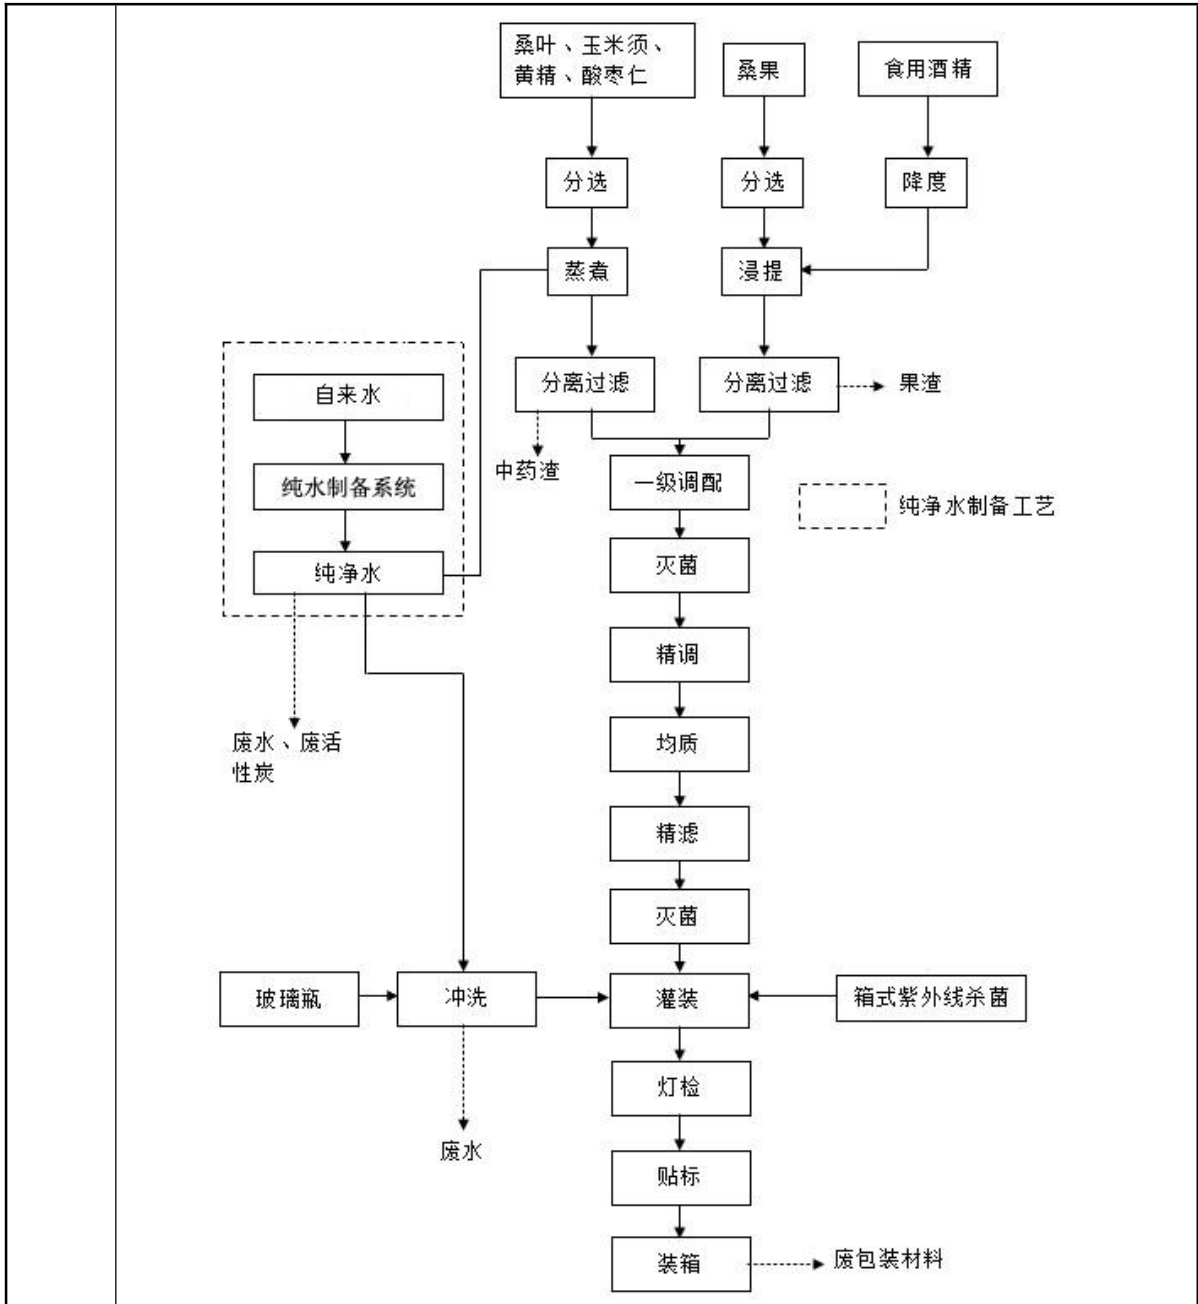 桑叶、玉米须、
黄精、酸枣仁
桑果
食用酒精
分选
分选
降度
蒸煮
浸提
分离过滤
分离过滤
果渣
自来水
中药渣
纯水制备系统
一级调配
纯净水制备工艺
纯净水
灭菌
精调
废水、废活
性炭
均质
精滤
灭菌
玻璃瓶
冲洗
灌装
箱式紫外线杀菌
灯检
废水
贴标
装箱
废包装材料